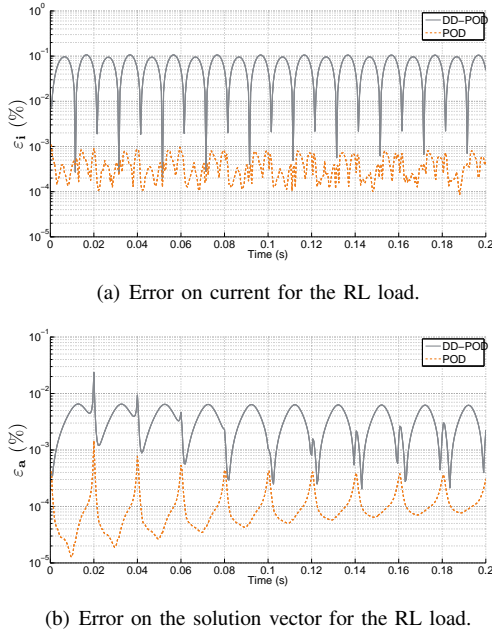 10⁰
10⁻¹
10⁻²
10⁻³
10⁻⁴
10⁻⁵
εᵢ (%)
DD−POD
POD
0 0.02 0.04 0.06 0.08 0.1 0.12 0.14 0.16 0.18 0.2
Time (s)
(a) Error on current for the RL load.
10⁻¹
10⁻²
10⁻³
10⁻⁴
10⁻⁵
εₐ (%)
DD−POD
POD
0 0.02 0.04 0.06 0.08 0.1 0.12 0.14 0.16 0.18 0.2
Time (s)
(b) Error on the solution vector for the RL load.